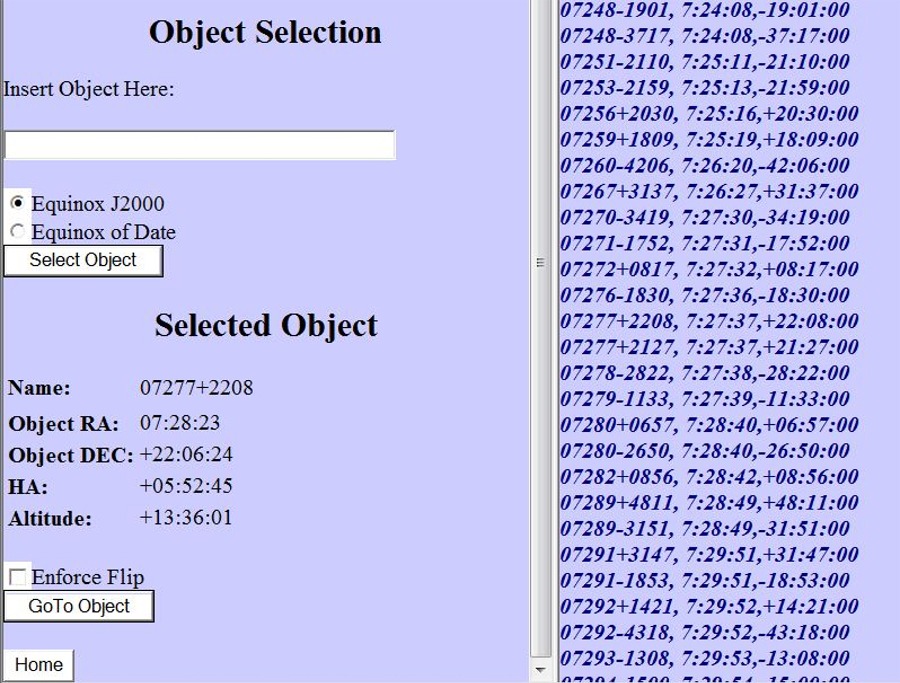 Object Selection
Insert Object Here:
Equinox J2000
Equinox of Date
Select Object
Selected Object
Name: 07277+2208
Object RA: 07:28:23
Object DEC: +22:06:24
HA: +05:52:45
Altitude: +13:36:01
Enforce Flip
GoTo Object
Home
07248-1901, 7:24:08,-19:01:00
07248-3717, 7:24:08,-37:17:00
07251-2110, 7:25:11,-21:10:00
07253-2159, 7:25:13,-21:59:00
07256+2030, 7:25:16,+20:30:00
07259+1809, 7:25:19,+18:09:00
07260-4206, 7:26:20,-42:06:00
07267+3137, 7:26:27,+31:37:00
07270-3419, 7:27:30,-34:19:00
07271-1752, 7:27:31,-17:52:00
07272+0817, 7:27:32,+08:17:00
07276-1830, 7:27:36,-18:30:00
07277+2208, 7:27:37,+22:08:00
07277+2127, 7:27:37,+21:27:00
07278-2822, 7:27:38,-28:22:00
07279-1133, 7:27:39,-11:33:00
07280+0657, 7:28:40,+06:57:00
07280-2650, 7:28:40,-26:50:00
07282+0856, 7:28:42,+08:56:00
07289+4811, 7:28:49,+48:11:00
07289-3151, 7:28:49,-31:51:00
07291+3147, 7:29:51,+31:47:00
07291-1853, 7:29:51,-18:53:00
07292+1421, 7:29:52,+14:21:00
07292-4318, 7:29:52,-43:18:00
07293-1308, 7:29:53,-13:08:00